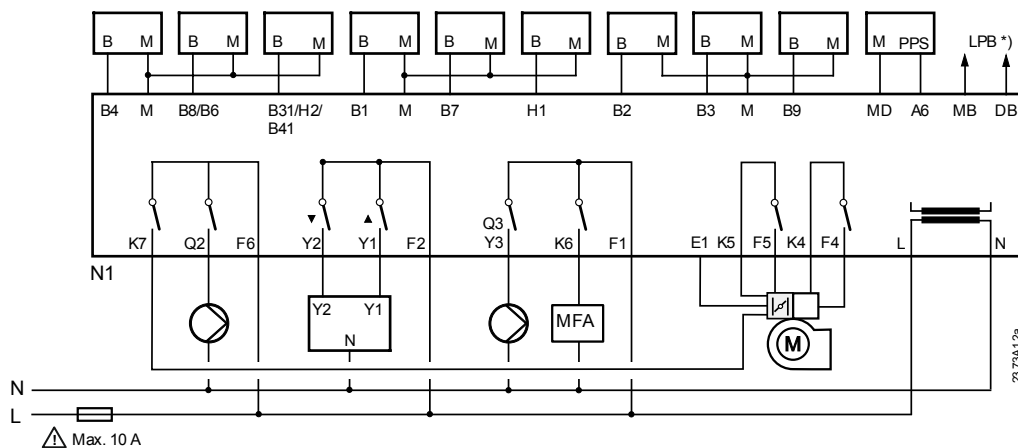 B M B M B M B M B M B M B M B M B M M PPS LPB *)
B4 M B8/B6 B31/H2/ B1 M B7 H1 B2 B3 M B9 MD A6 MB DB
B41
Q3
K7 Q2 F6 Y2 Y1 F2 Y3 K6 F1 E1 K5 F5 K4 F4 L N
N1
Y2 Y1 MFA
N M
N
L
Max. 10 A
2373A12a